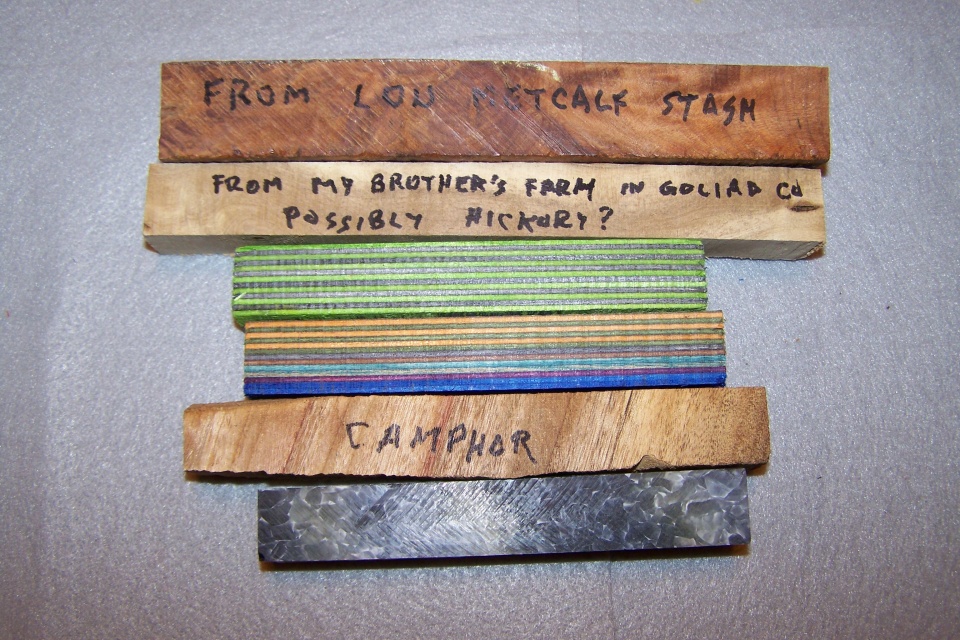 FROM LOU METCALF STASH
FROM MY BROTHER'S FARM IN GOLIAD CO
POSSIBLY HICKORY?
CAMPHOR